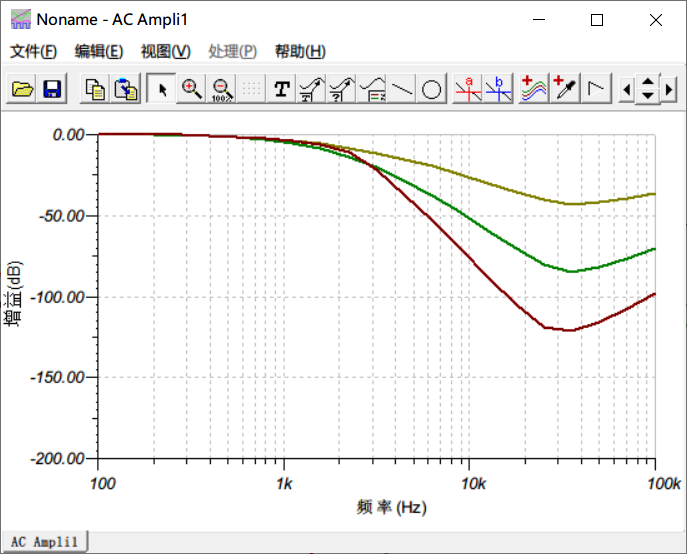 Noname - AC Ampli1
文件(F) 编辑(E) 视图(V) 处理(P) 帮助(H)
100% T T ? a b
0.00
-50.00
-100.00
-150.00
-200.00
增益(dB)
100 1k 10k 100k
频 率 (Hz)
AC Ampli1